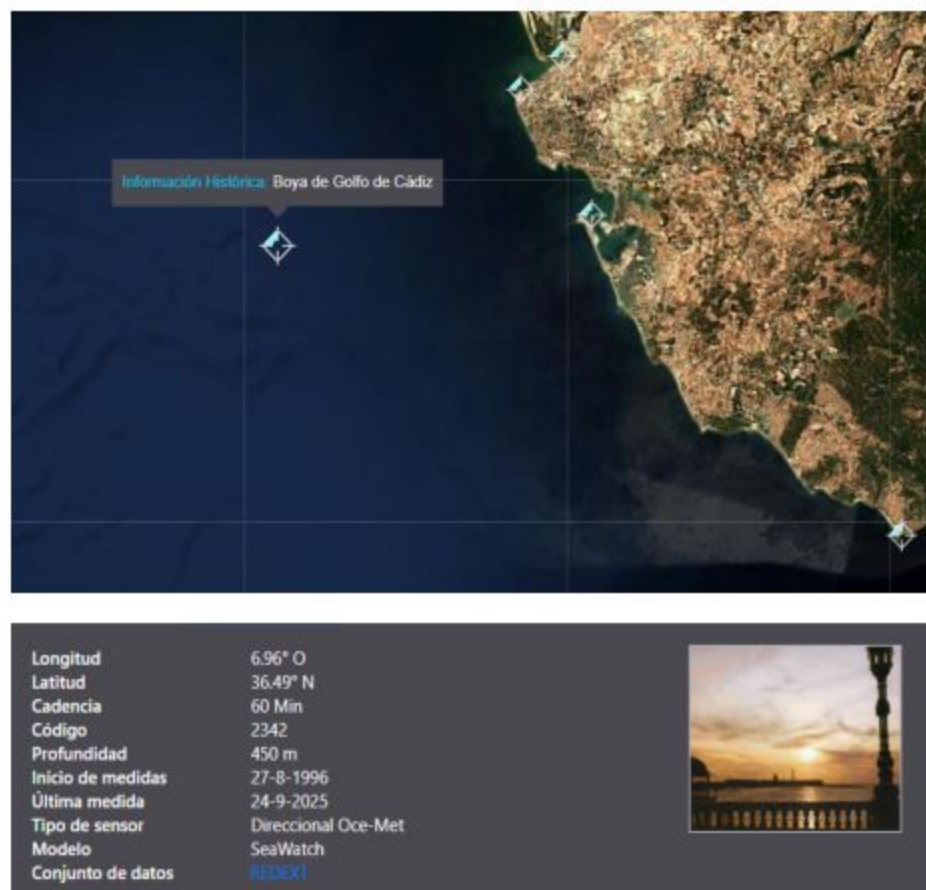 Información Histórica: Boya de Golfo de Cádiz
Longitud 6.96° O
Latitud 36.49° N
Cadencia 60 Min
Código 2342
Profundidad 450 m
Inicio de medidas 27-8-1996
Última medida 24-9-2025
Tipo de sensor Direccional Oce-Met
Modelo SeaWatch
Conjunto de datos REDEXT